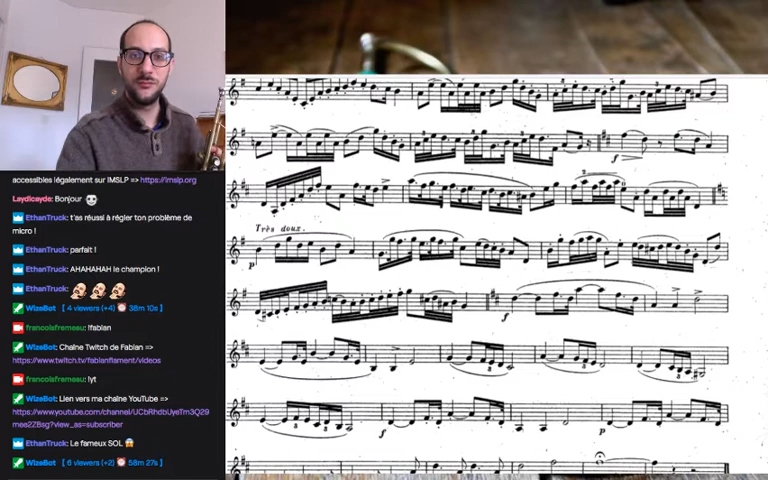 accessibles légalement sur IMSLP => https://imslp.org
Laydicayde: Bonjour
EthanTruck: t'as réussi à régler ton problème de
micro !
EthanTruck: parfait !
EthanTruck: AHAHAHAH le champion !
EthanTruck:
WizeBot: [ 4 viewers (+4) 38m 10s ]
francoisfremeau: !fabian
WizeBot: Chaîne Twitch de Fabian =>
https://www.twitch.tv/fabianflament/videos
francoisfremeau: !yt
WizeBot: Lien vers ma chaîne YouTube =>
https://www.youtube.com/channel/UCbRhdbUyeTm3Q29
mea2ZBsg?view_as=subscriber
EthanTruck: Le fameux SOL
WizeBot: [ 6 viewers (+2) 58m 27s ]
f
Très doux.
p
f
f
p